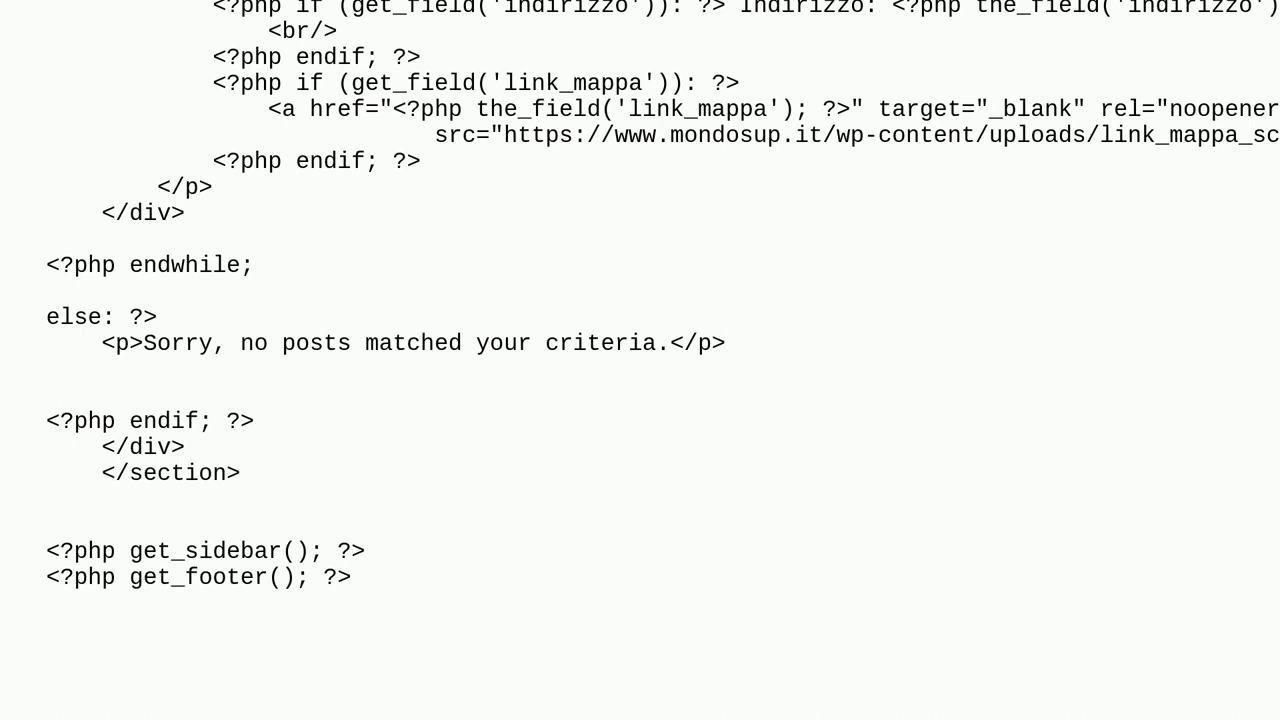 <?php if (get_field('indirizzo')): ?> Indirizzo: <?php the_field('indirizzo')
<br/>
<?php endif; ?>
<?php if (get_field('link_mappa')): ?>
<a href="<?php the_field('link_mappa'); ?>" target="_blank" rel="noopener
src="https://www.mondosup.it/wp-content/uploads/link_mappa_sc
<?php endif; ?>
</p>
</div>
<?php endwhile;
else: ?>
<p>Sorry, no posts matched your criteria.</p>
<?php endif; ?>
</div>
</section>
<?php get_sidebar(); ?>
<?php get_footer(); ?>